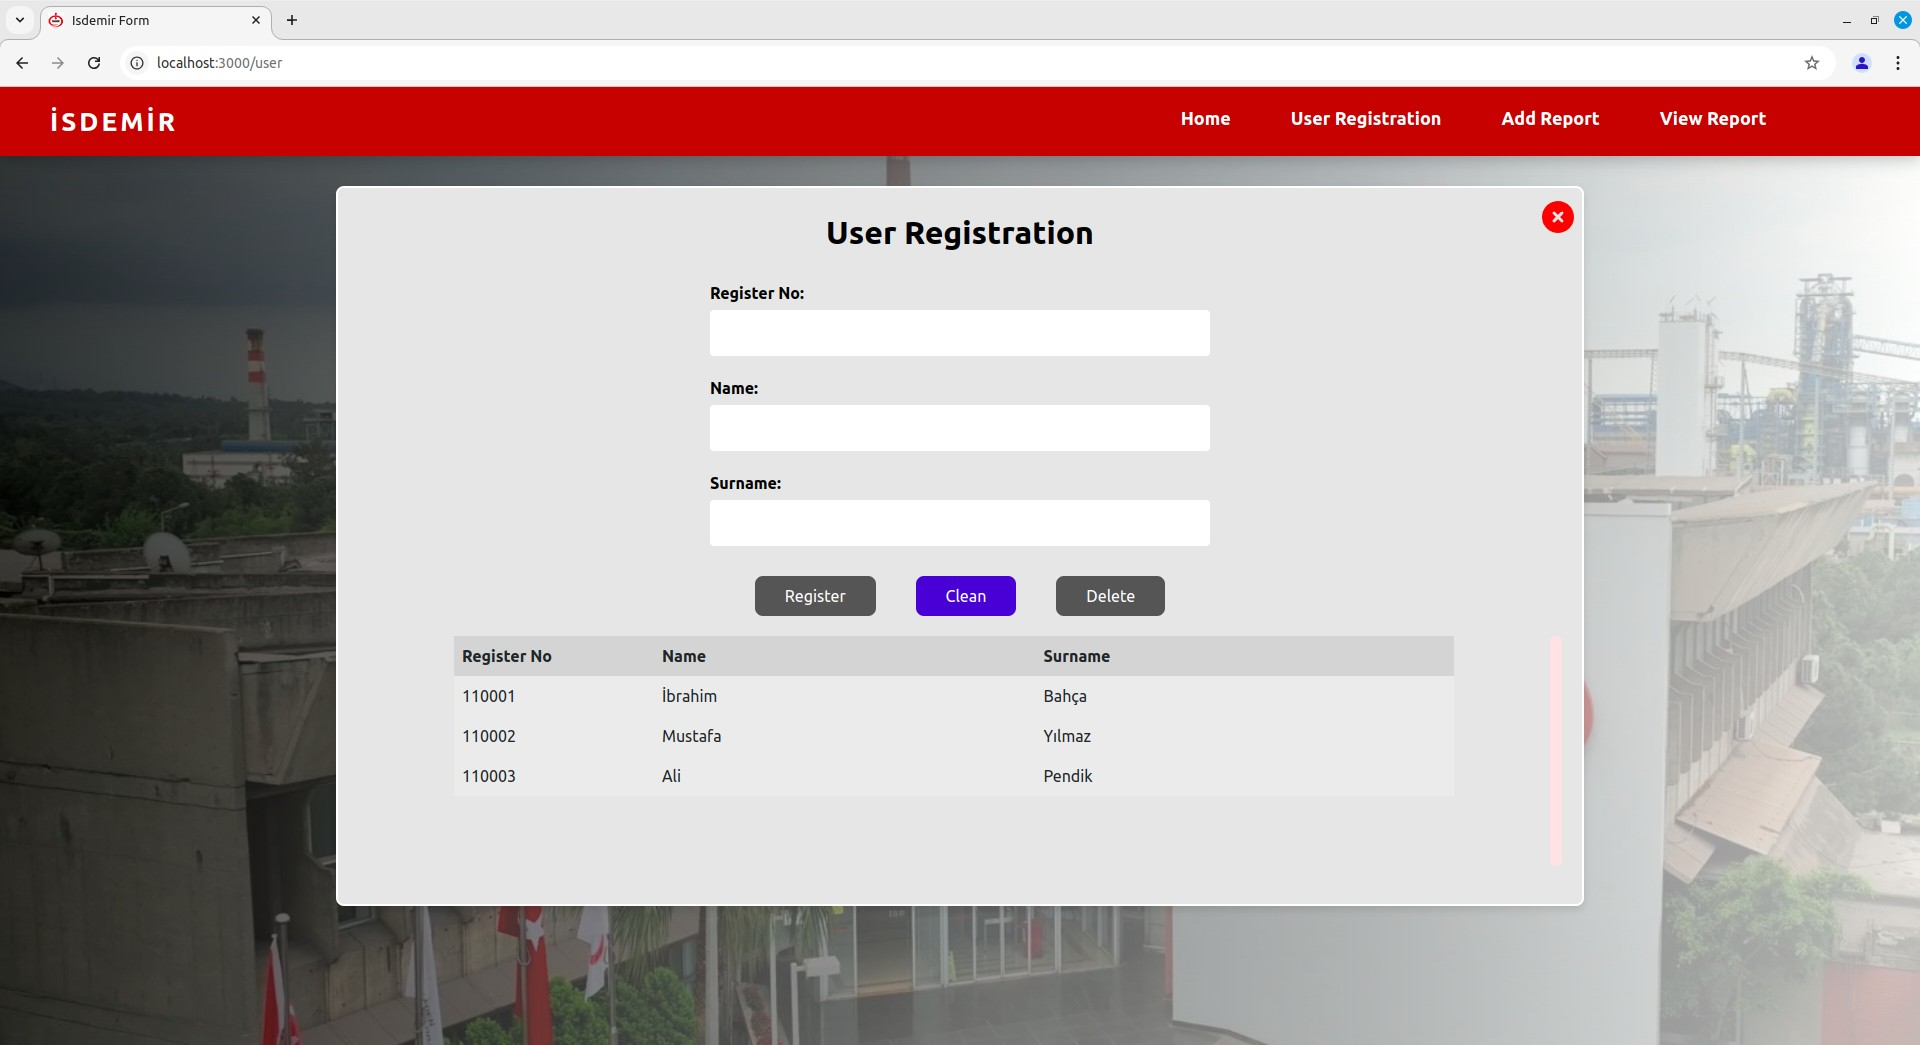 Isdemir Form
localhost:3000/user
İSDEMİR
Home User Registration Add Report View Report
User Registration
Register No:
Name:
Surname:
Register Clean Delete
Register No Name Surname
110001 İbrahim Bahça
110002 Mustafa Yılmaz
110003 Ali Pendik